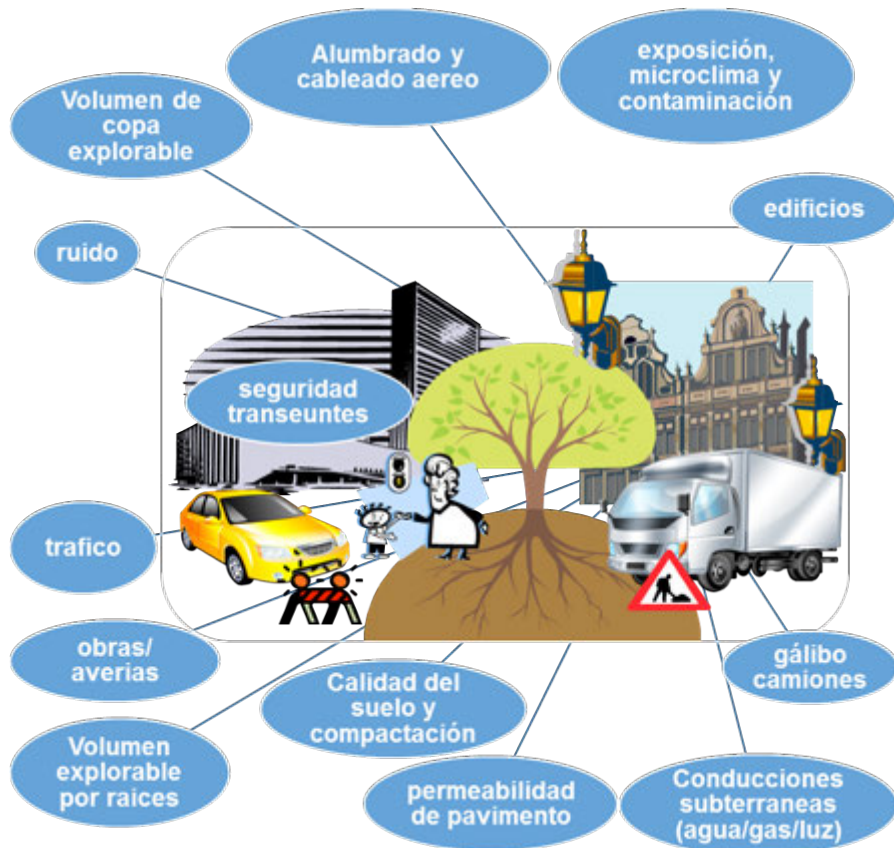 Alumbrado y
cableado aereo
exposición,
microclima y
contaminación
Volumen de
copa
explorable
edificios
ruido
seguridad
transeuntes
trafico
obras/
averias
gálibo
camiones
Calidad del
suelo y
compactación
Volumen
explorable
por raices
permeabilidad
de pavimento
Conducciones
subterraneas
(agua/gas/luz)